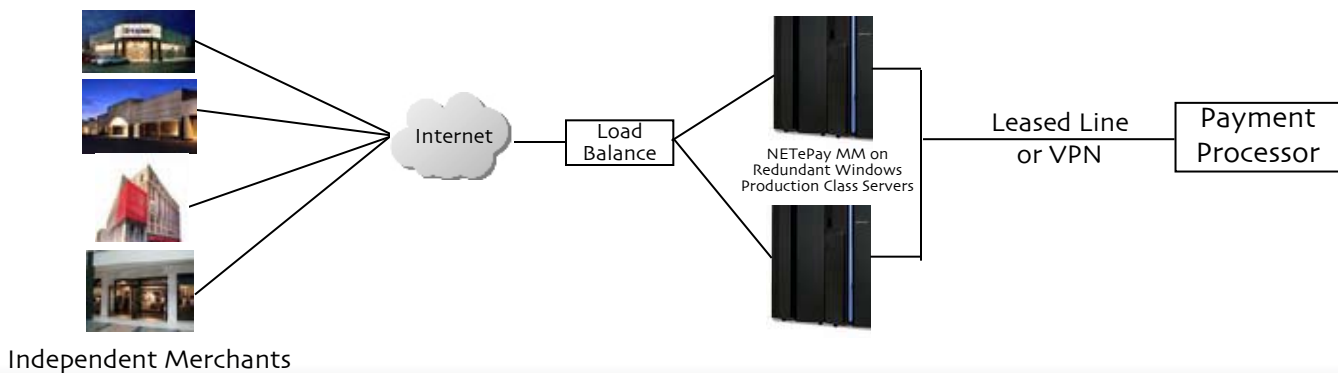 Internet
Load
Balance
NETePay MM on
Redundant Windows
Production Class Servers
Leased Line
or VPN
Payment
Processor
Independent Merchants